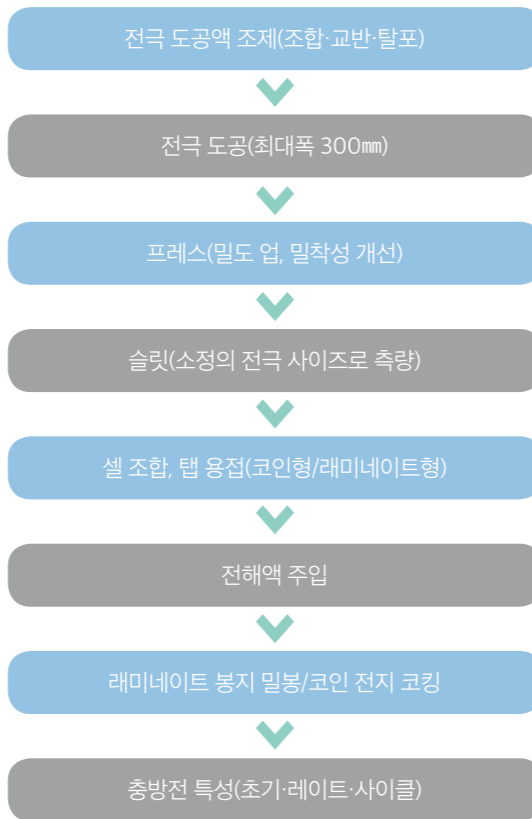 전극 도공액 조제(조합·교반·탈포)
전극 도공(최대폭 300㎜)
프레스(밀도 업, 밀착성 개선)
슬릿(소정의 전극 사이즈로 측량)
셀 조합, 탭 용접(코인형/래미네이트형)
전해액 주입
래미네이트 봉지 밀봉/코인 전지 코킹
충방전 특성(초기·레이트·사이클)